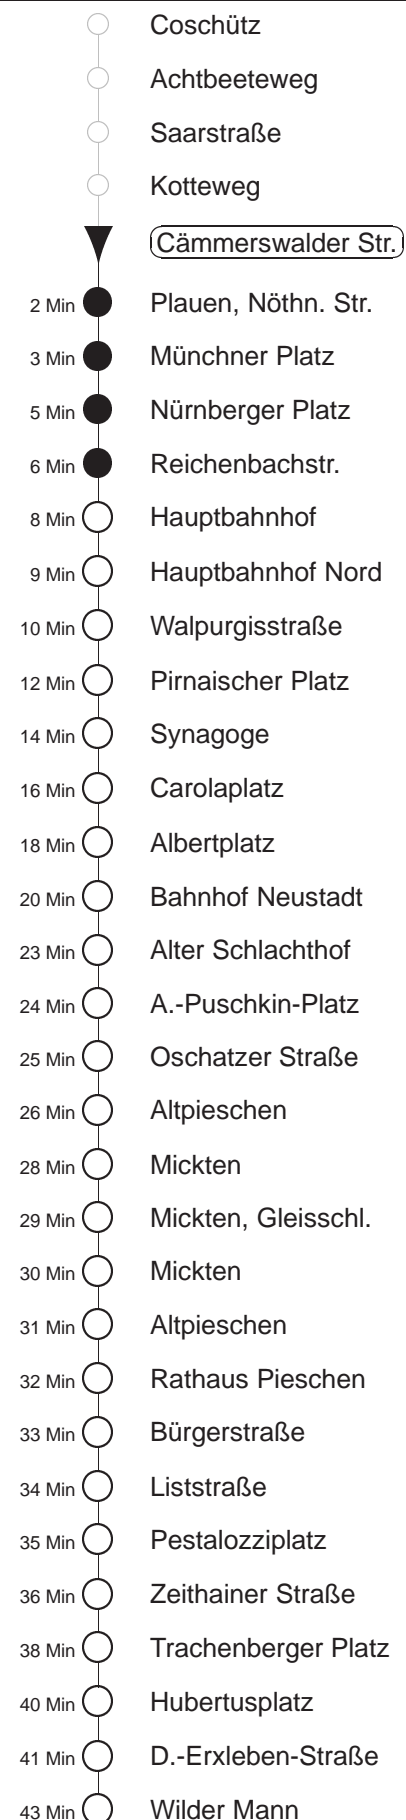 Coschütz
Achtbeeteweg
Saarstraße
Kotteweg
Cämmerswalder Str.
2 Min Plauen, Nöthn. Str.
3 Min Münchner Platz
5 Min Nürnberger Platz
6 Min Reichenbachstr.
8 Min Hauptbahnhof
9 Min Hauptbahnhof Nord
10 Min Walpurgisstraße
12 Min Pirnaischer Platz
14 Min Synagoge
16 Min Carolaplatz
18 Min Albertplatz
20 Min Bahnhof Neustadt
23 Min Alter Schlachthof
24 Min A.-Puschkin-Platz
25 Min Oschatzer Straße
26 Min Altpieschen
28 Min Mickten
29 Min Mickten, Gleisschl.
30 Min Mickten
31 Min Altpieschen
32 Min Rathaus Pieschen
33 Min Bürgerstraße
34 Min Liststraße
35 Min Pestalozziplatz
36 Min Zeithainer Straße
38 Min Trachenberger Platz
40 Min Hubertusplatz
41 Min D.-Erxleben-Straße
43 Min Wilder Mann